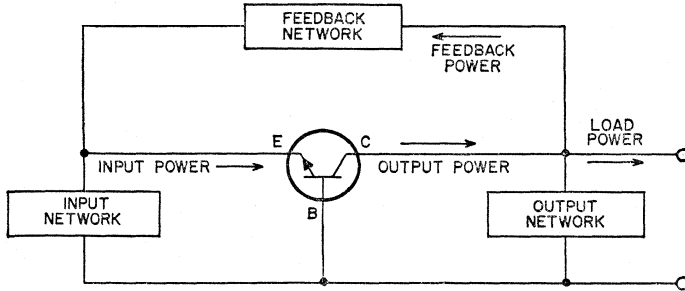 FEEDBACK
NETWORK
FEEDBACK
POWER
E
C
LOAD
POWER
INPUT POWER
OUTPUT POWER
INPUT
NETWORK
B
OUTPUT
NETWORK